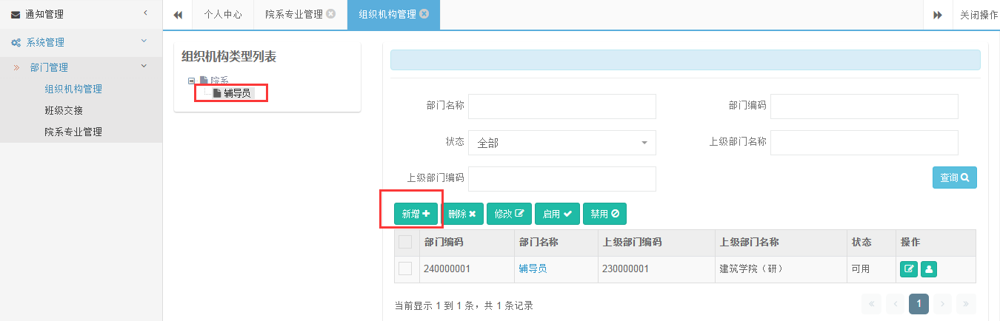 通知管理
系统管理
部门管理
组织机构管理
班级交接
院系专业管理
个人中心
院系专业管理
组织机构管理
关闭操作
组织机构类型列表
院系
辅导员
部门名称
部门编码
状态
全部
上级部门名称
上级部门编码
查询
新增
删除
修改
启用
禁用
部门编码 部门名称 上级部门编码 上级部门名称 状态 操作
240000001 辅导员 230000001 建筑学院（研） 可用
当前显示 1 到 1 条，共 1 条记录
1